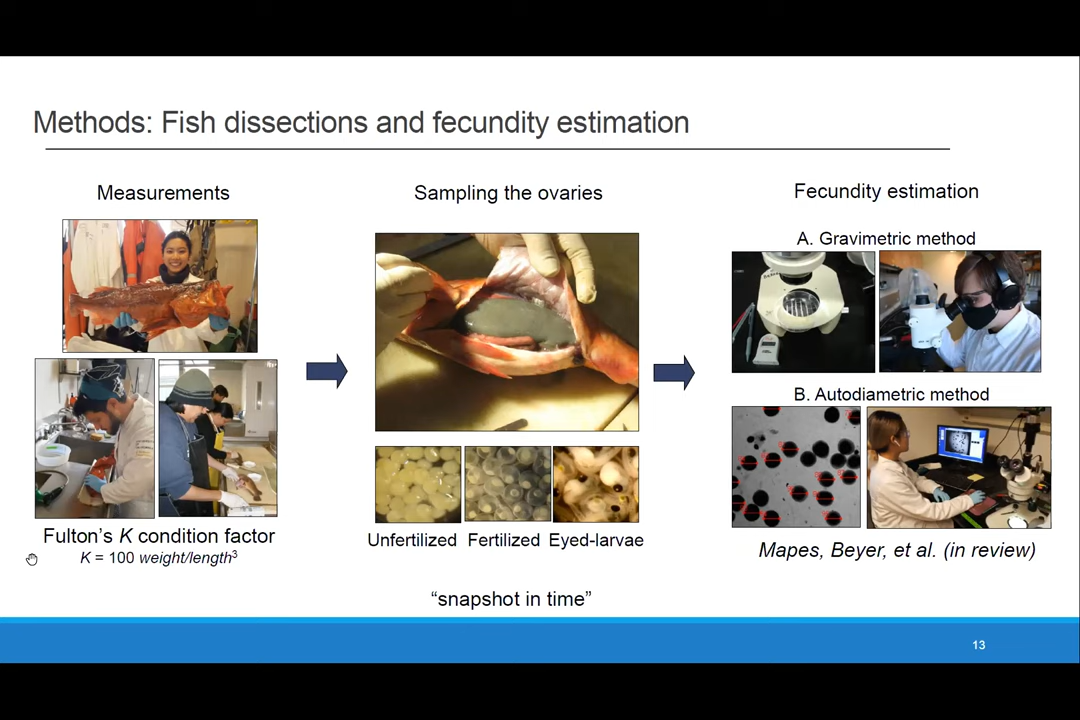 Methods: Fish dissections and fecundity estimation
Measurements
Fulton's K condition factor
K = 100 weight/length³
Sampling the ovaries
Unfertilized Fertilized Eyed-larvae
"snapshot in time"
Fecundity estimation
A. Gravimetric method
B. Autodiametric method
Mapes, Beyer, et al. (in review)
13